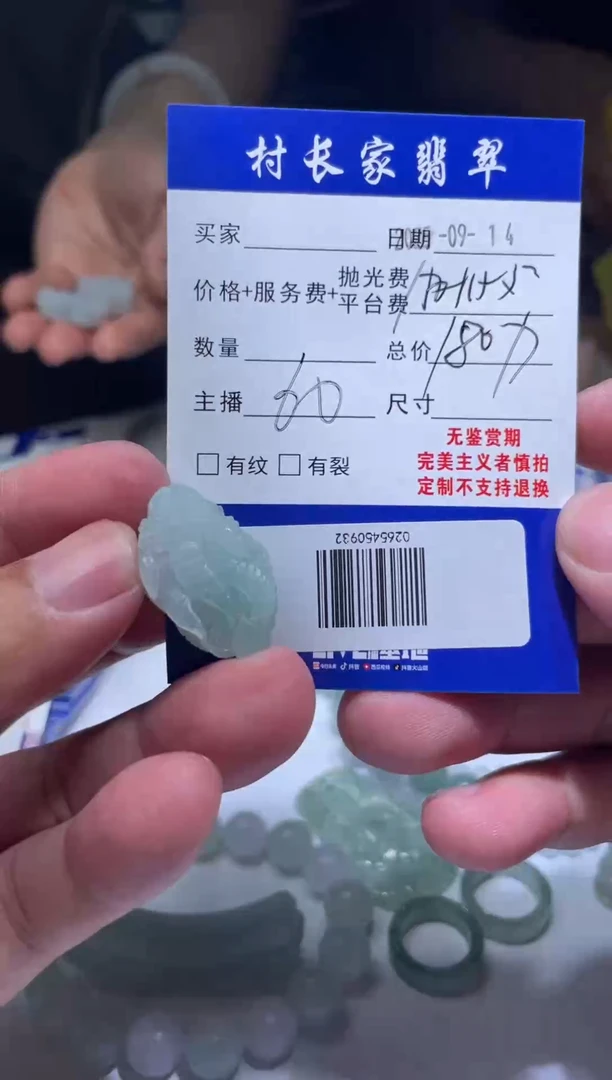 村长家翡翠
买家 日期 -09-14
价格+服务费+抛光费
平台费
数量 总价
主播 60 尺寸
无鉴赏期
□有纹 □有裂 完美主义者慎拍
定制不支持退换
0265450932